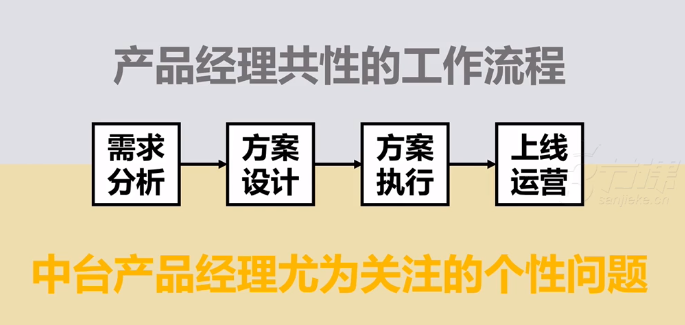 产品经理共性的工作流程
需求 方案 方案 上线
分析 设计 执行 运营
sanjieke.cn
中台产品经理尤为关注的个性问题